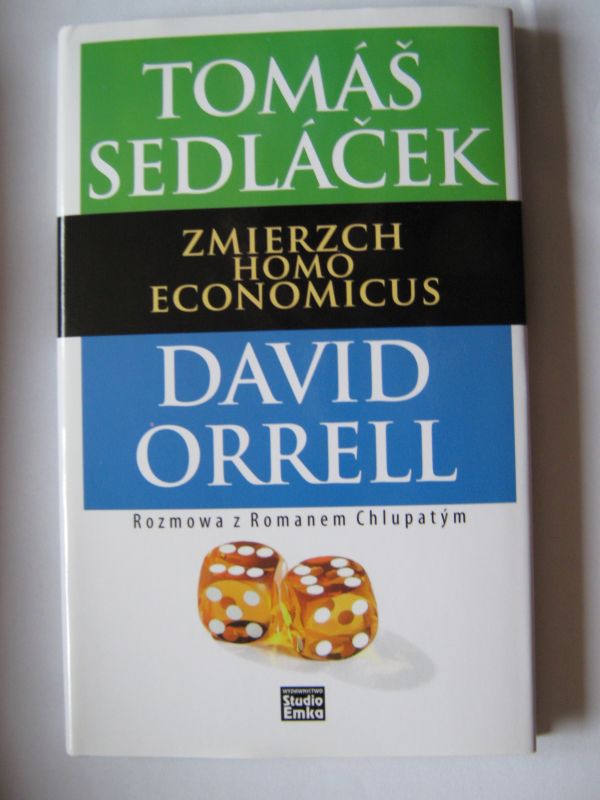 TOMÁŠ
SEDLÁČEK
ZMIERZCH
HOMO
ECONOMICUS
DAVID
ORRELL
Rozmowa z Romanem Chlupatým
WYDAWNICTWO
Studio
Emka